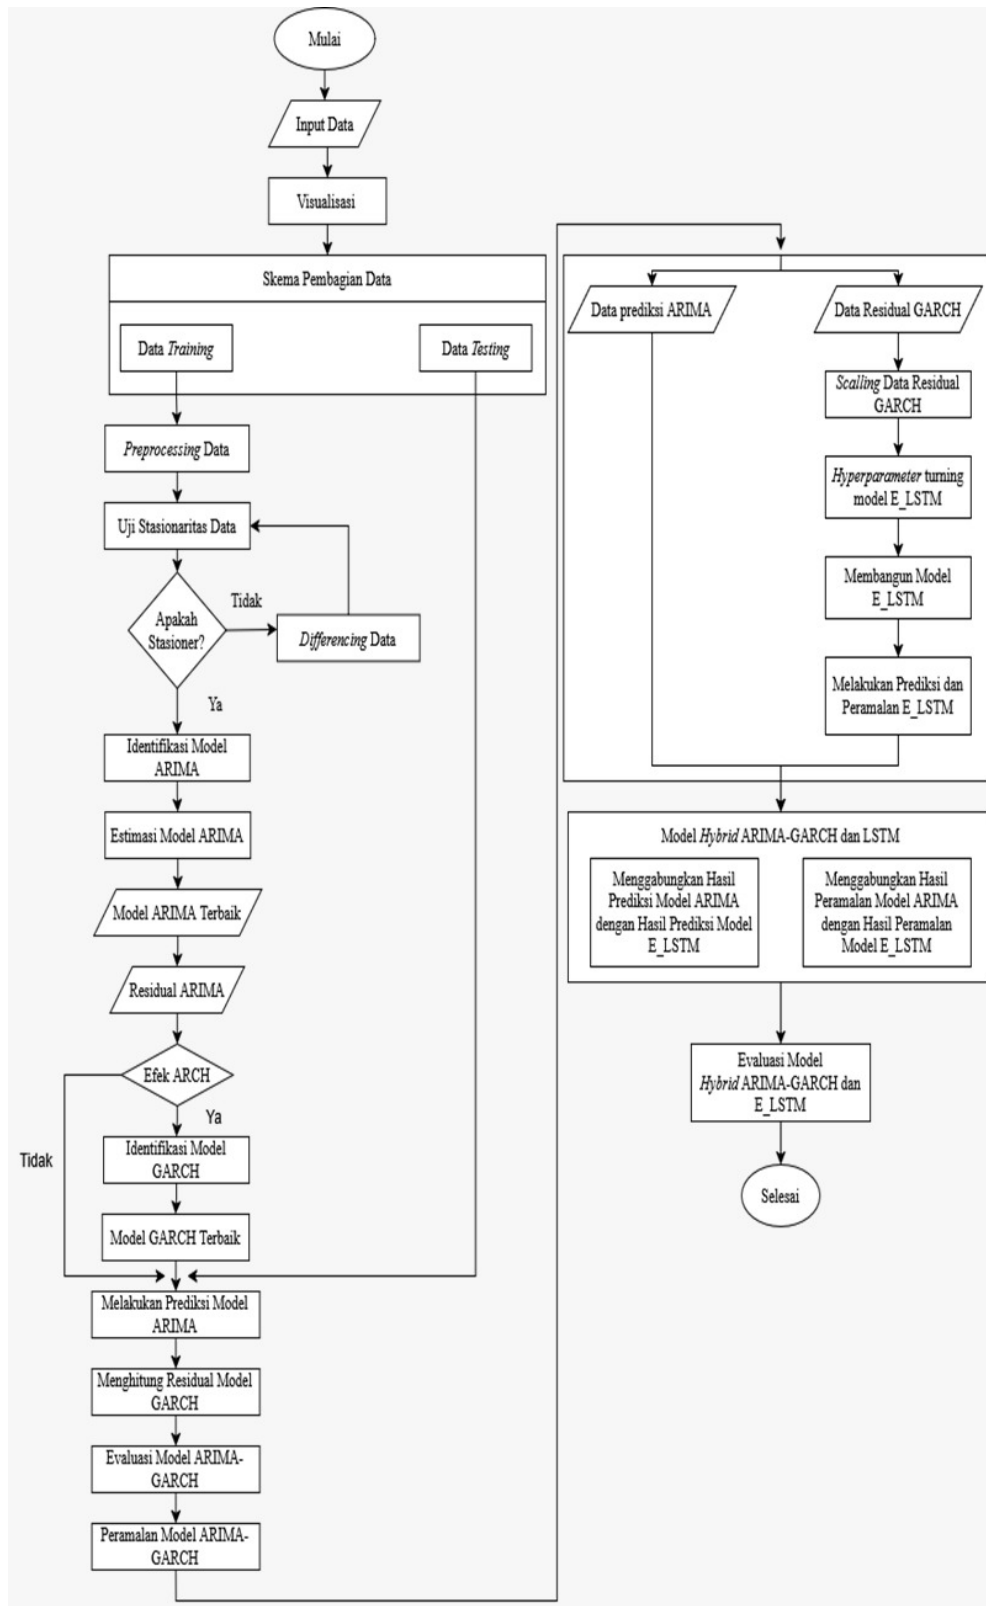 Mulai
Input Data
Visualisasi
Skema Pembagian Data
Data Training
Data Testing
Preprocessing Data
Uji Stasionaritas Data
Apakah
Stasioner?
Tidak
Differencing Data
Ya
Identifikasi Model
ARIMA
Estimasi Model ARIMA
Model ARIMA Terbaik
Residual ARIMA
Efek ARCH
Ya
Tidak
Identifikasi Model
GARCH
Model GARCH Terbaik
Melakukan Prediksi Model
ARIMA
Menghitung Residual Model
GARCH
Evaluasi Model ARIMA-
GARCH
Peramalan Model ARIMA-
GARCH
Data prediksi ARIMA
Data Residual GARCH
Scalling Data Residual
GARCH
Hyperparameter turning
model E_LSTM
Membangun Model
E_LSTM
Melakukan Prediksi dan
Peramalan E_LSTM
Model Hybrid ARIMA-GARCH dan LSTM
Menggabungkan Hasil
Prediksi Model ARIMA
dengan Hasil Prediksi Model
E_LSTM
Menggabungkan Hasil
Peramalan Model ARIMA
dengan Hasil Peramalan
Model E_LSTM
Evaluasi Model
Hybrid ARIMA-GARCH dan
E_LSTM
Selesai